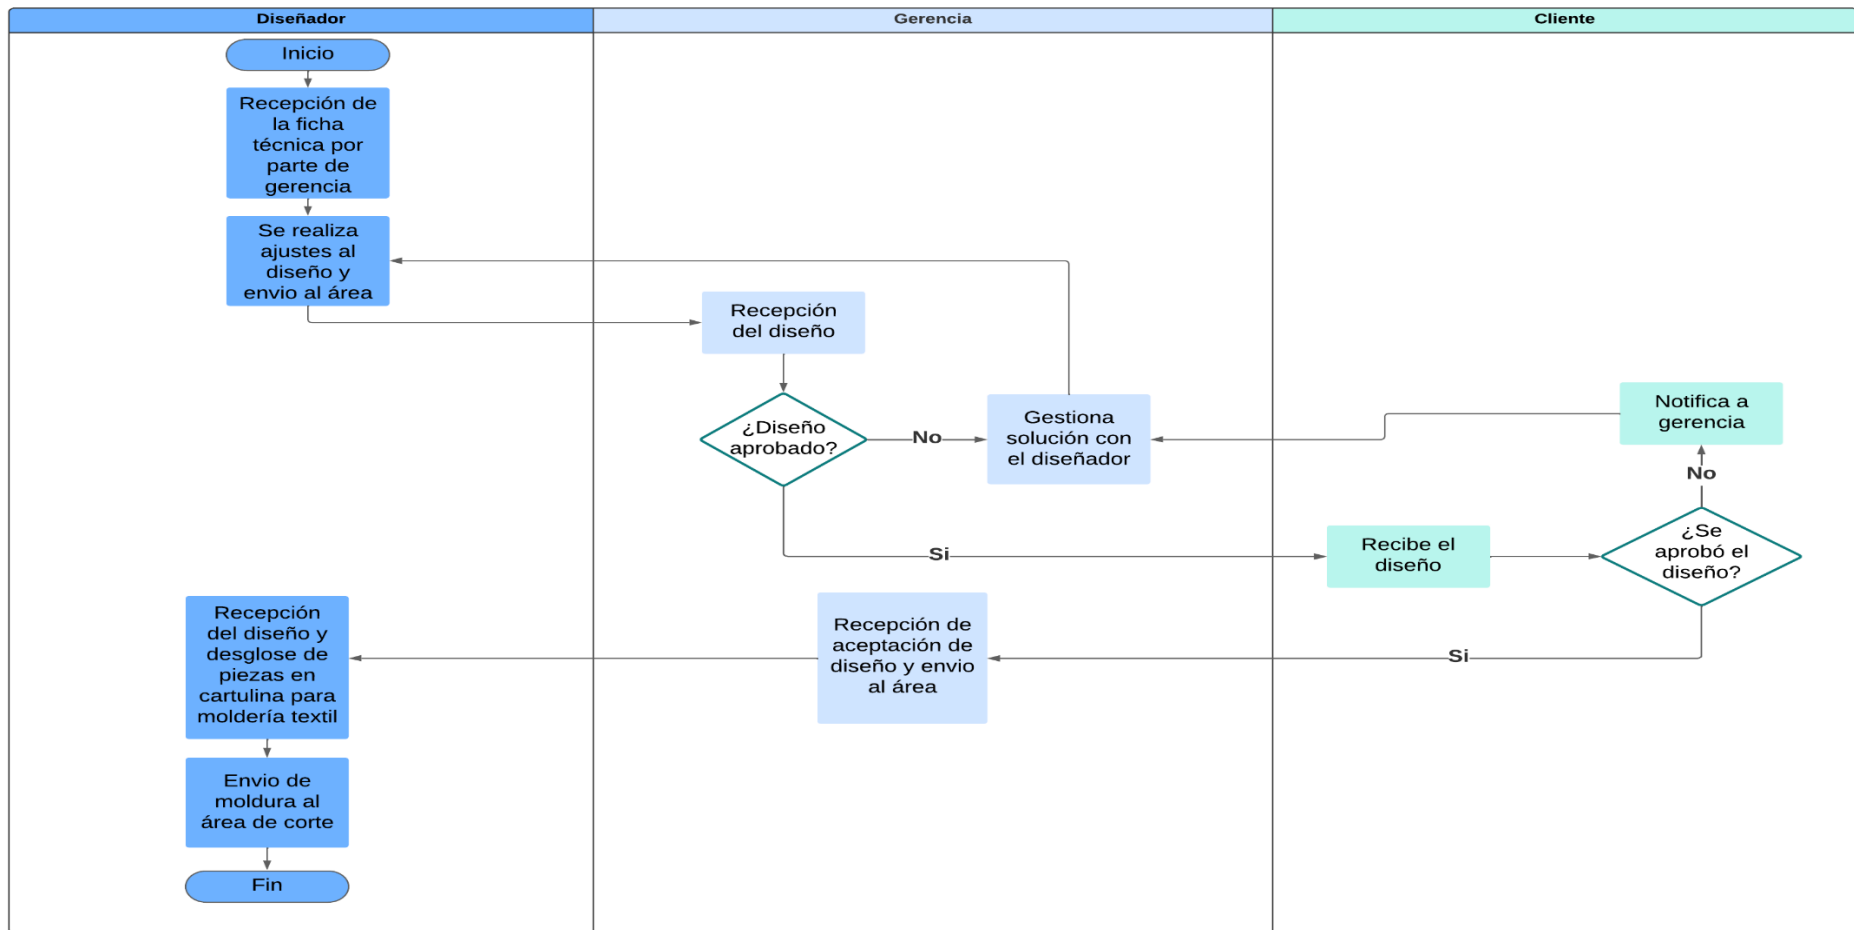 Diseñador
Gerencia
Cliente
Inicio
Recepción de
la ficha
técnica por
parte de
gerencia
Se realiza
ajustes al
diseño y
envio al área
Recepción
del diseño
¿Diseño
aprobado?
No
Gestiona
solución con
el diseñador
Notifica a
gerencia
No
¿Se
aprobó el
diseño?
Si
Recibe el
diseño
Recepción
del diseño y
desglose de
piezas en
cartulina para
moldería textil
Recepción de
aceptación de
diseño y envio
al área
Si
Envio de
moldura al
área de corte
Fin